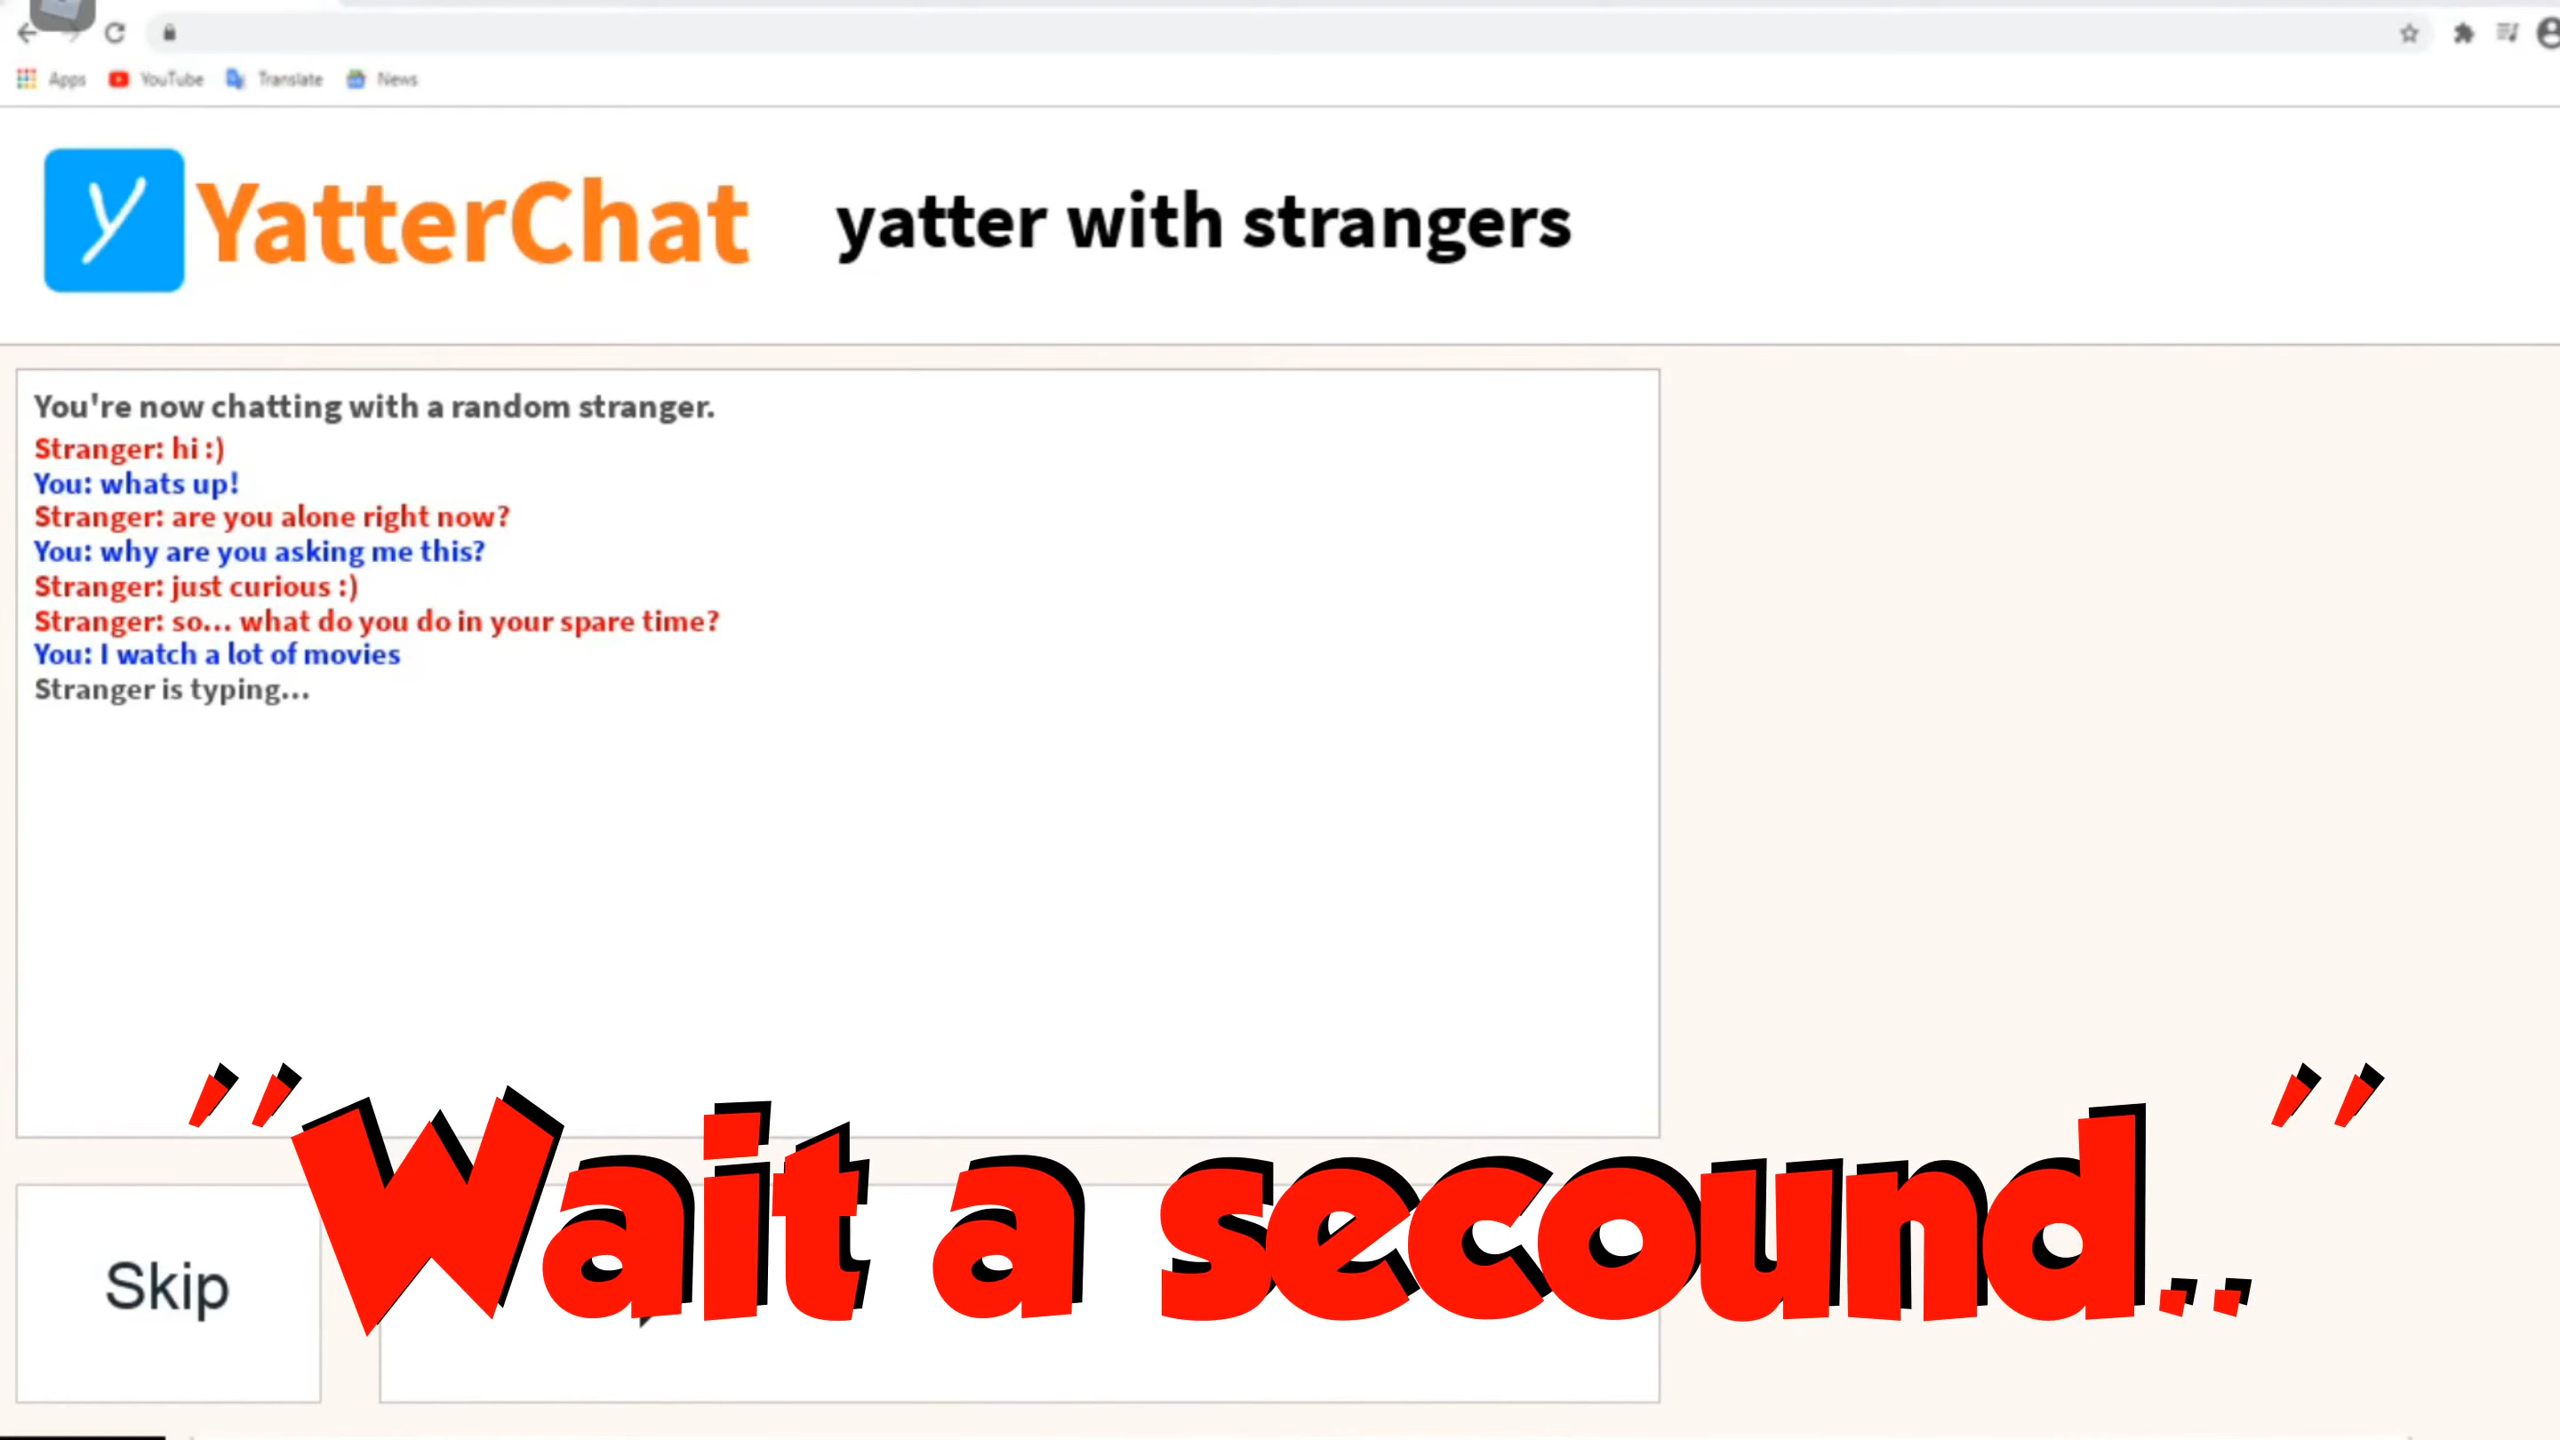 Apps YouTube Translate News
Y YatterChat yatter with strangers
You're now chatting with a random stranger.
Stranger: hi :)
You: whats up!
Stranger: are you alone right now?
You: why are you asking me this?
Stranger: just curious :)
Stranger: so... what do you do in your spare time?
You: I watch a lot of movies
Stranger is typing...
"Wait a secound.."
Skip